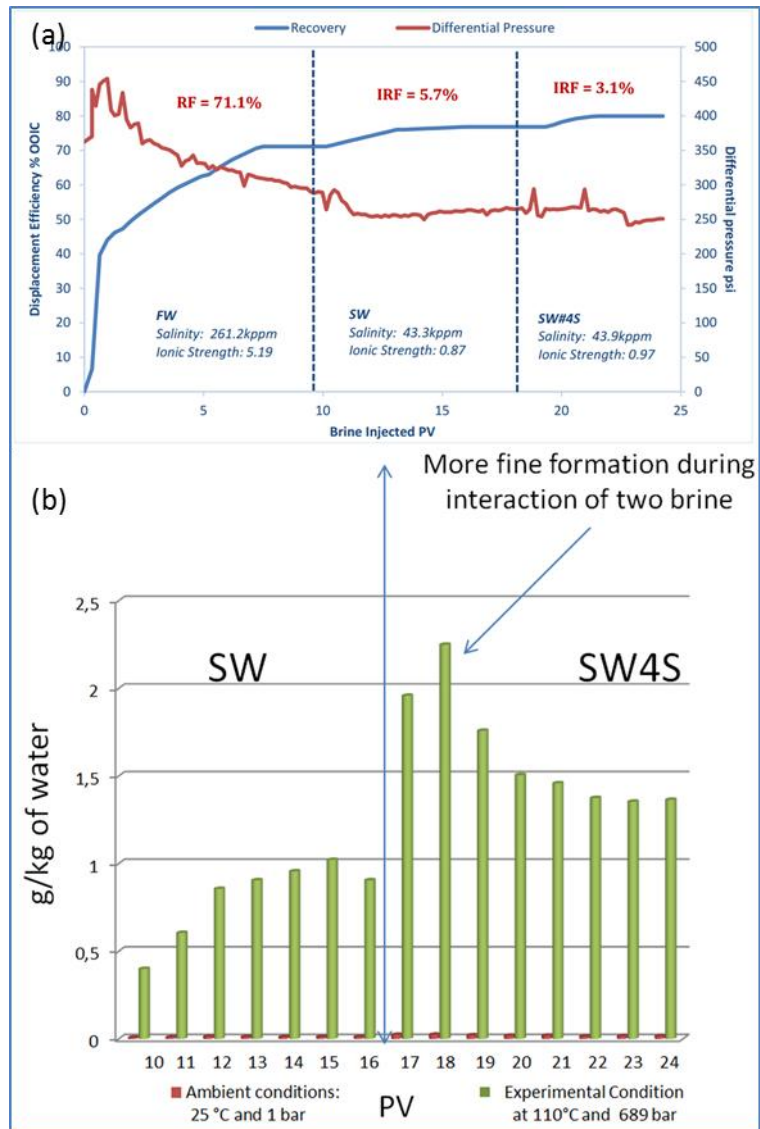 (a)
Recovery
Differential Pressure
100
90
80
70
60
50
40
30
20
10
0
Displacement Efficiency % OOIC
RF = 71.1%
IRF = 5.7%
IRF = 3.1%
500
450
400
350
300
250
200
150
100
50
0
Differential pressure psi
FW
Salinity: 261.2kppm
Ionic Strength: 5.19
SW
Salinity: 43.3kppm
Ionic Strength: 0.87
SW#4S
Salinity: 43.9kppm
Ionic Strength: 0.97
0
5
10
15
20
25
Brine Injected PV
(b)
More fine formation during
interaction of two brine
2,5
2
1,5
1
0,5
0
g/kg of water
SW
SW4S
10 11 12 13 14 15 16 17 18 19 20 21 22 23 24
Ambient conditions:
25 °C and 1 bar
PV
Experimental Condition
at 110°C and 689 bar